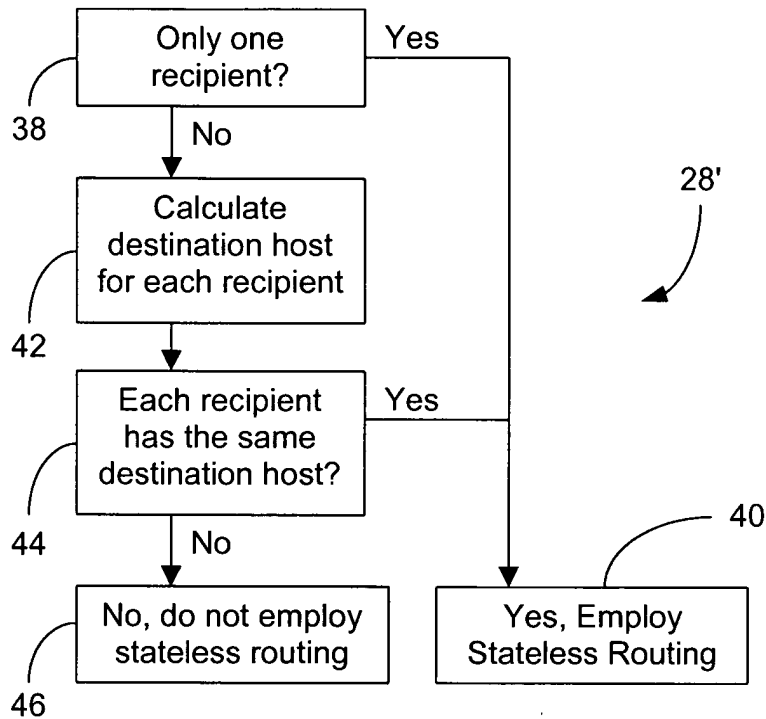 Only one
recipient?
Yes
38
No
28'
Calculate
destination host
for each recipient
42
Each recipient
has the same
destination host?
Yes
44
No
40
No, do not employ
stateless routing
Yes, Employ
Stateless Routing
46